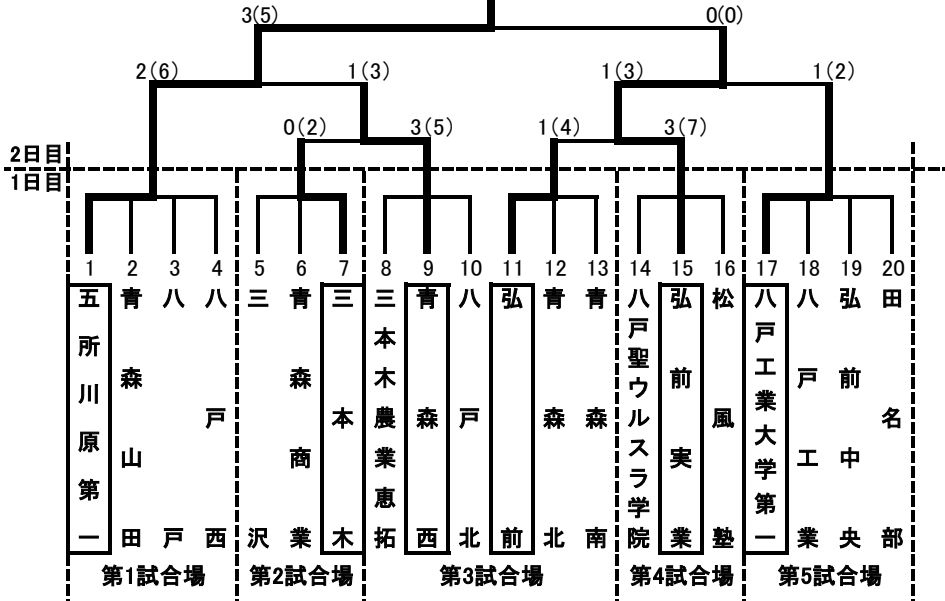 3(5) 0(0)
2(6) 1(3) 1(3) 1(2)
0(2) 3(5) 1(4) 3(7)
2日目
1日目
1 2 3 4 5 6 7 8 9 10 11 12 13 14 15 16 17 18 19 20
五所川原第一
青森山田
八戸
八戸西
三沢
青森商業
三本木
三本木農業恵拓
青森西
八戸北
弘前
青森北
青森南
八戸聖ウルスラ学院
弘前実業
松風塾
八戸工業大学第一
八戸工業
弘前中央
田名部
第1試合場 第2試合場 第3試合場 第4試合場 第5試合場